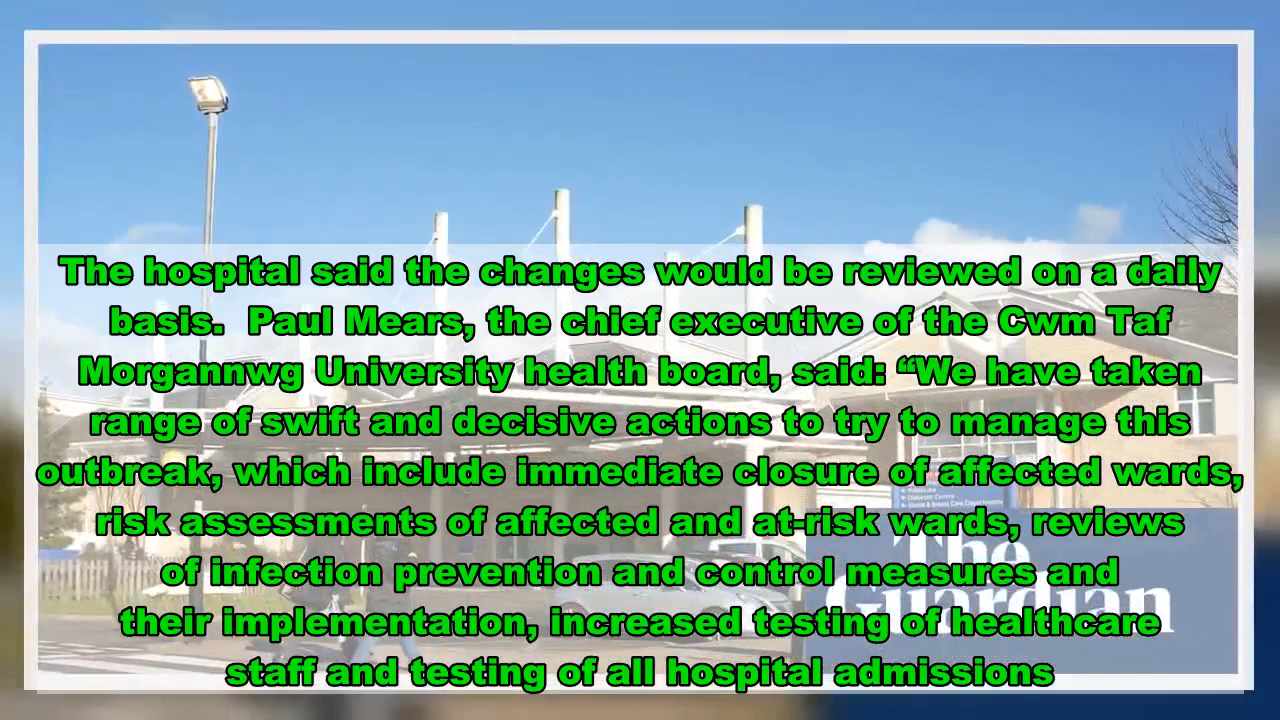 The hospital said the changes would be reviewed on a daily
basis.  Paul Mears, the chief executive of the Cwm Taf
Morgannwg University health board, said: “We have taken
range of swift and decisive actions to try to manage this
outbreak, which include immediate closure of affected wards,
risk assessments of affected and at-risk wards, reviews
of infection prevention and control measures and
their implementation, increased testing of healthcare
staff and testing of all hospital admissions
The
Guardian